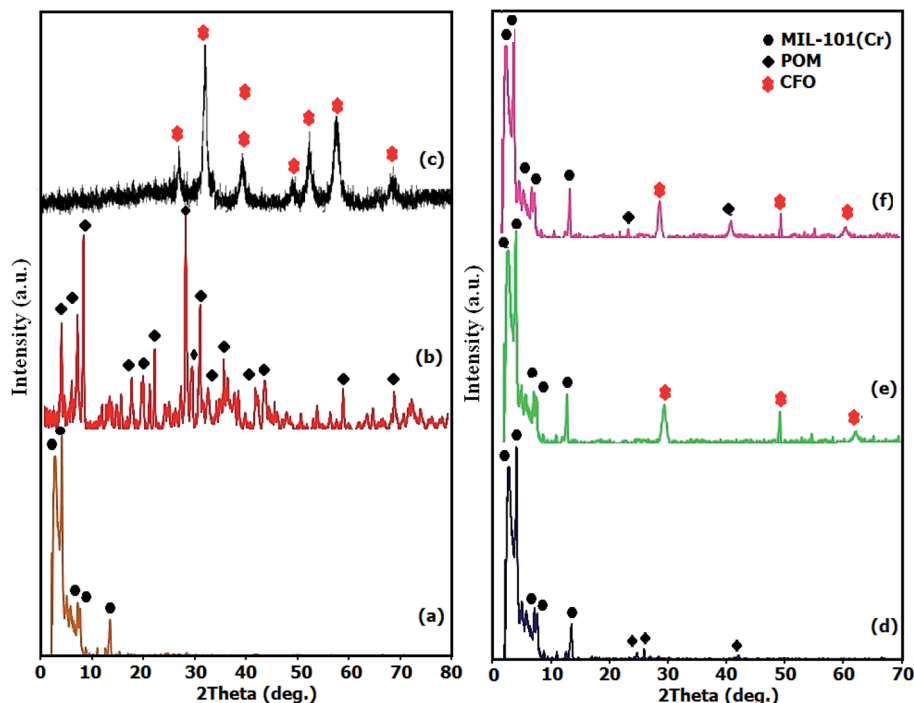 (c)
(b)
(a)
Intensity (a.u.)
0 10 20 30 40 50 60 70 80
2Theta (deg.)
MIL-101(Cr)
POM
CFO
(f)
(e)
(d)
Intensity (a.u.)
0 10 20 30 40 50 60 70
2Theta (deg.)